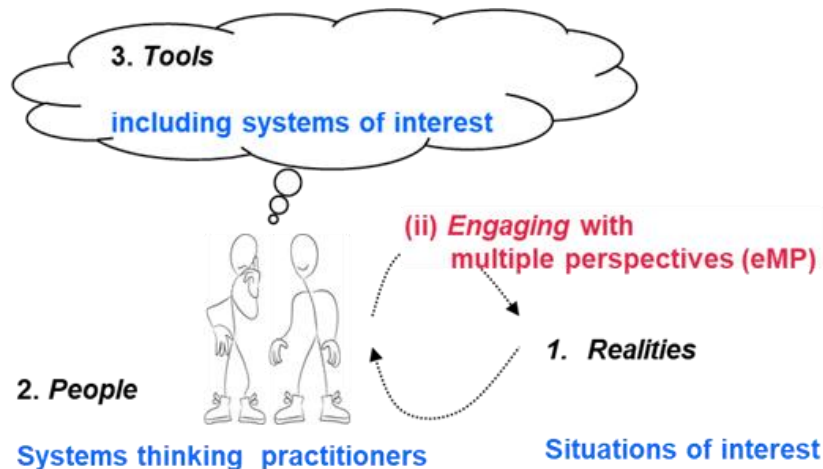 3. Tools
including systems of interest
(ii) Engaging with
multiple perspectives (eMP)
1. Realities
2. People
Systems thinking practitioners
Situations of interest